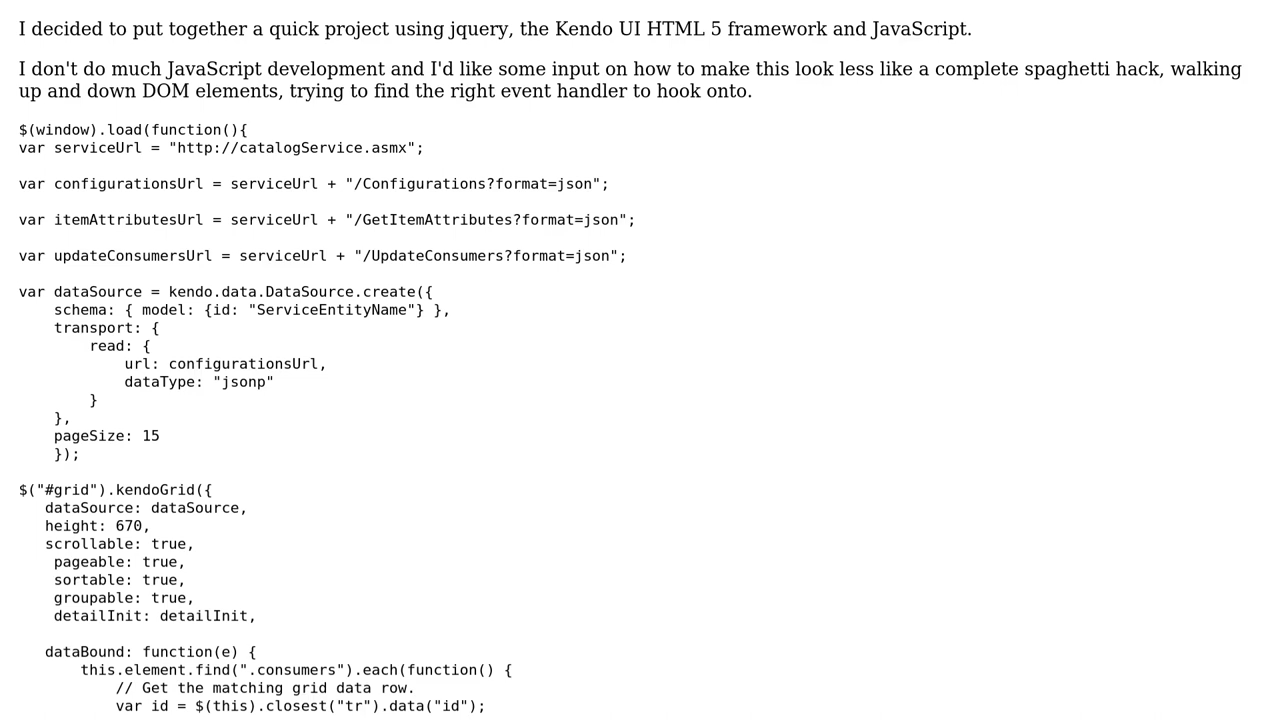 I decided to put together a quick project using jquery, the Kendo UI HTML 5 framework and JavaScript.
I don't do much JavaScript development and I'd like some input on how to make this look less like a complete spaghetti hack, walking
up and down DOM elements, trying to find the right event handler to hook onto.
$(window).load(function(){
var serviceUrl = "http://catalogService.asmx";
var configurationsUrl = serviceUrl + "/Configurations?format=json";
var itemAttributesUrl = serviceUrl + "/GetItemAttributes?format=json";
var updateConsumersUrl = serviceUrl + "/UpdateConsumers?format=json";
var dataSource = kendo.data.DataSource.create({
    schema: { model: {id: "ServiceEntityName"} },
    transport: {
        read: {
            url: configurationsUrl,
            dataType: "jsonp"
        }
    },
    pageSize: 15
    });
$("#grid").kendoGrid({
   dataSource: dataSource,
   height: 670,
   scrollable: true,
    pageable: true,
    sortable: true,
    groupable: true,
    detailInit: detailInit,
   dataBound: function(e) {
       this.element.find(".consumers").each(function() {
           // Get the matching grid data row.
           var id = $(this).closest("tr").data("id");